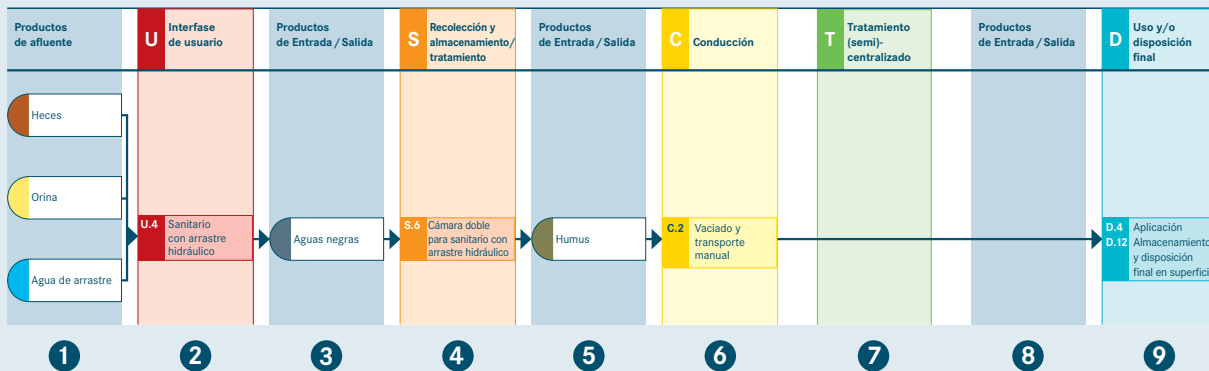 Productos
de afluente
U
Interfase
de usuario
Productos
de Entrada / Salida
S
Recolección y
almacenamiento/
tratamiento
Productos
de Entrada / Salida
C
Conducción
T
Tratamiento
(semi)-
centralizado
Productos
de Entrada / Salida
D
Uso y/o
disposición
final
Heces
Orina
Agua de arrastre
U.4
Sanitario
con arrastre
hidráulico
Aguas negras
S.6
Cámara doble
para sanitario con
arrastre hidráulico
Humus
C.2
Vaciado y
transporte
manual
D.4
Aplicación
D.12
Almacenamiento
y disposición
final en superfici
1
2
3
4
5
6
7
8
9